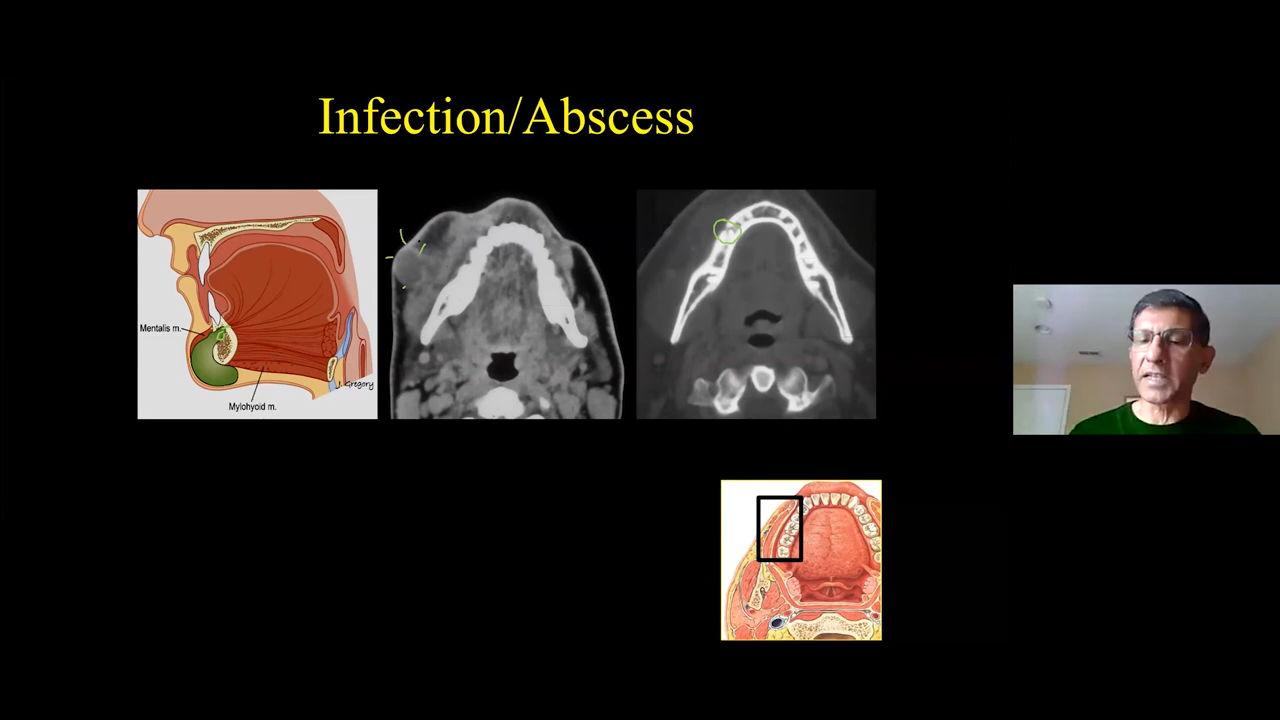 Infection/Abscess
Mentalis m.
J. Gregory
Mylohyoid m.